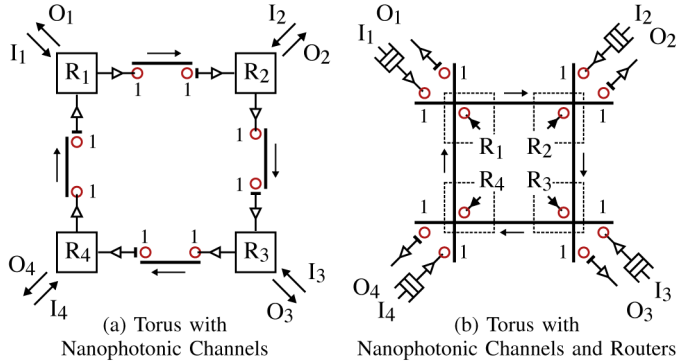 O1
I1
I2
O2
R1
R2
1
1
1
1
1
1
R4
R3
1
1
O4
I4
I3
O3
(a) Torus with
Nanophotonic Channels
O1
I1
I2
O2
1
1
1
1
R1
R2
R4
R3
1
1
1
1
O4
I4
I3
O3
(b) Torus with
Nanophotonic Channels and Routers